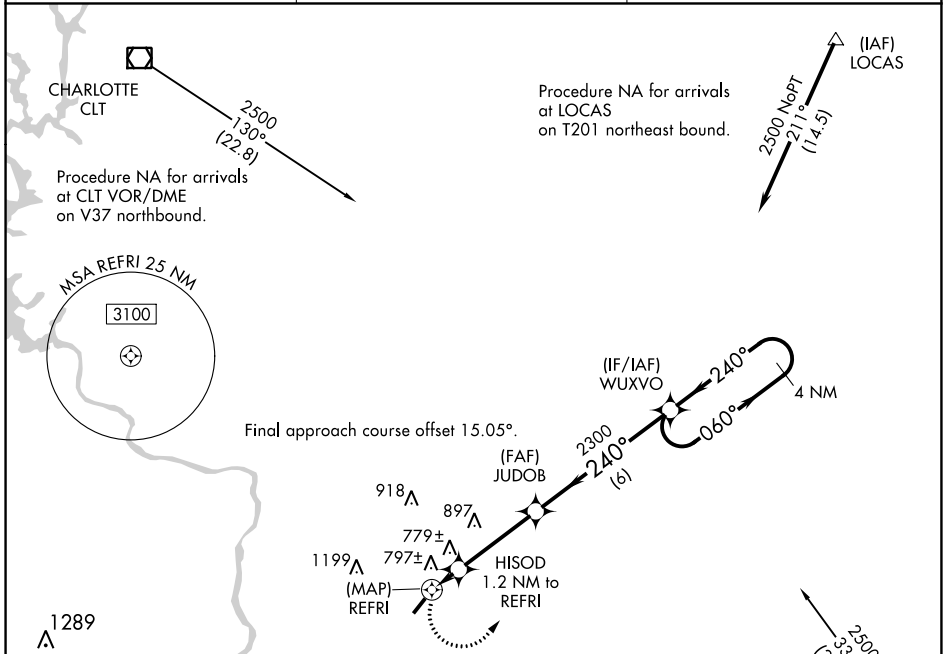 CHARLOTTE
CLT
2500
130°
(22.8)
Procedure NA for arrivals
at CLT VOR/DME
on V37 northbound.
Procedure NA for arrivals
at LOCAS
on T201 northeast bound.
(IAF)
LOCAS
2500 NoPT
211°
(14.5)
MSA REFRI 25 NM
3100
(IF/IAF)
WUXVO
240°
060°
4 NM
Final approach course offset 15.05°.
2300
240°
(6)
(FAF)
JUDOB
918
897
779±
797±
1199
HISOD
1.2 NM to
REFRI
(MAP)
REFRI
1289
2500